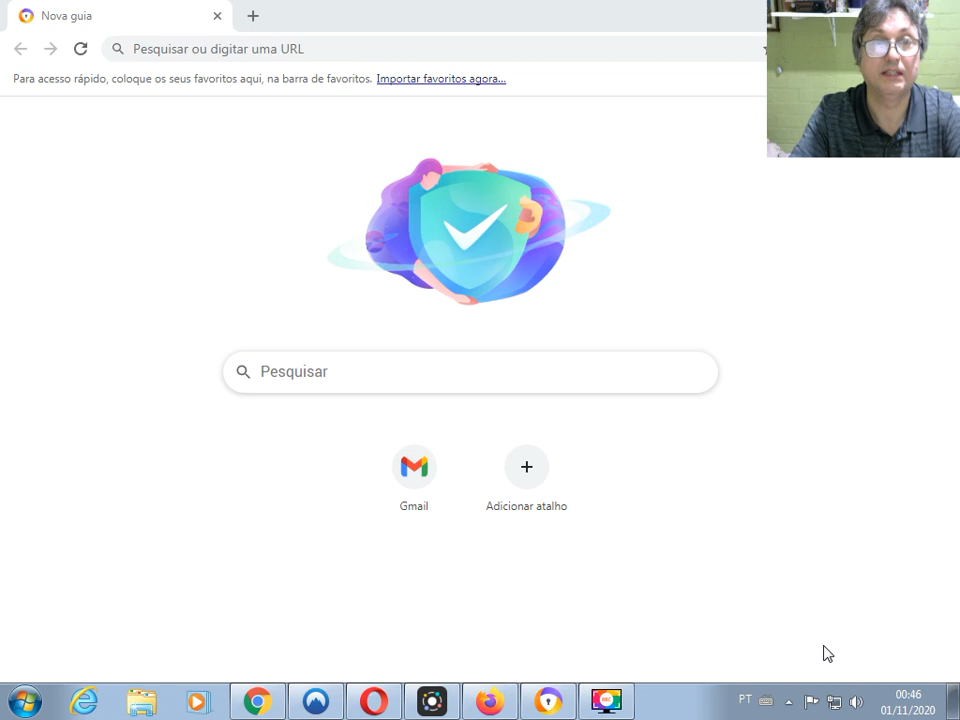 Nova guia
Pesquisar ou digitar uma URL
Para acesso rápido, coloque os seus favoritos aqui, na barra de favoritos. Importar favoritos agora...
Pesquisar
Gmail
Adicionar atalho
PT
00:46
01/11/2020